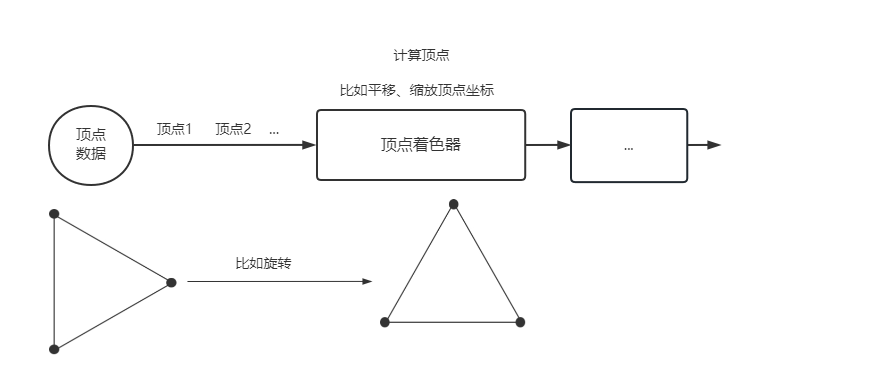 计算顶点
比如平移、缩放顶点坐标
顶点
数据
顶点1 顶点2 ...
顶点着色器
...
比如旋转